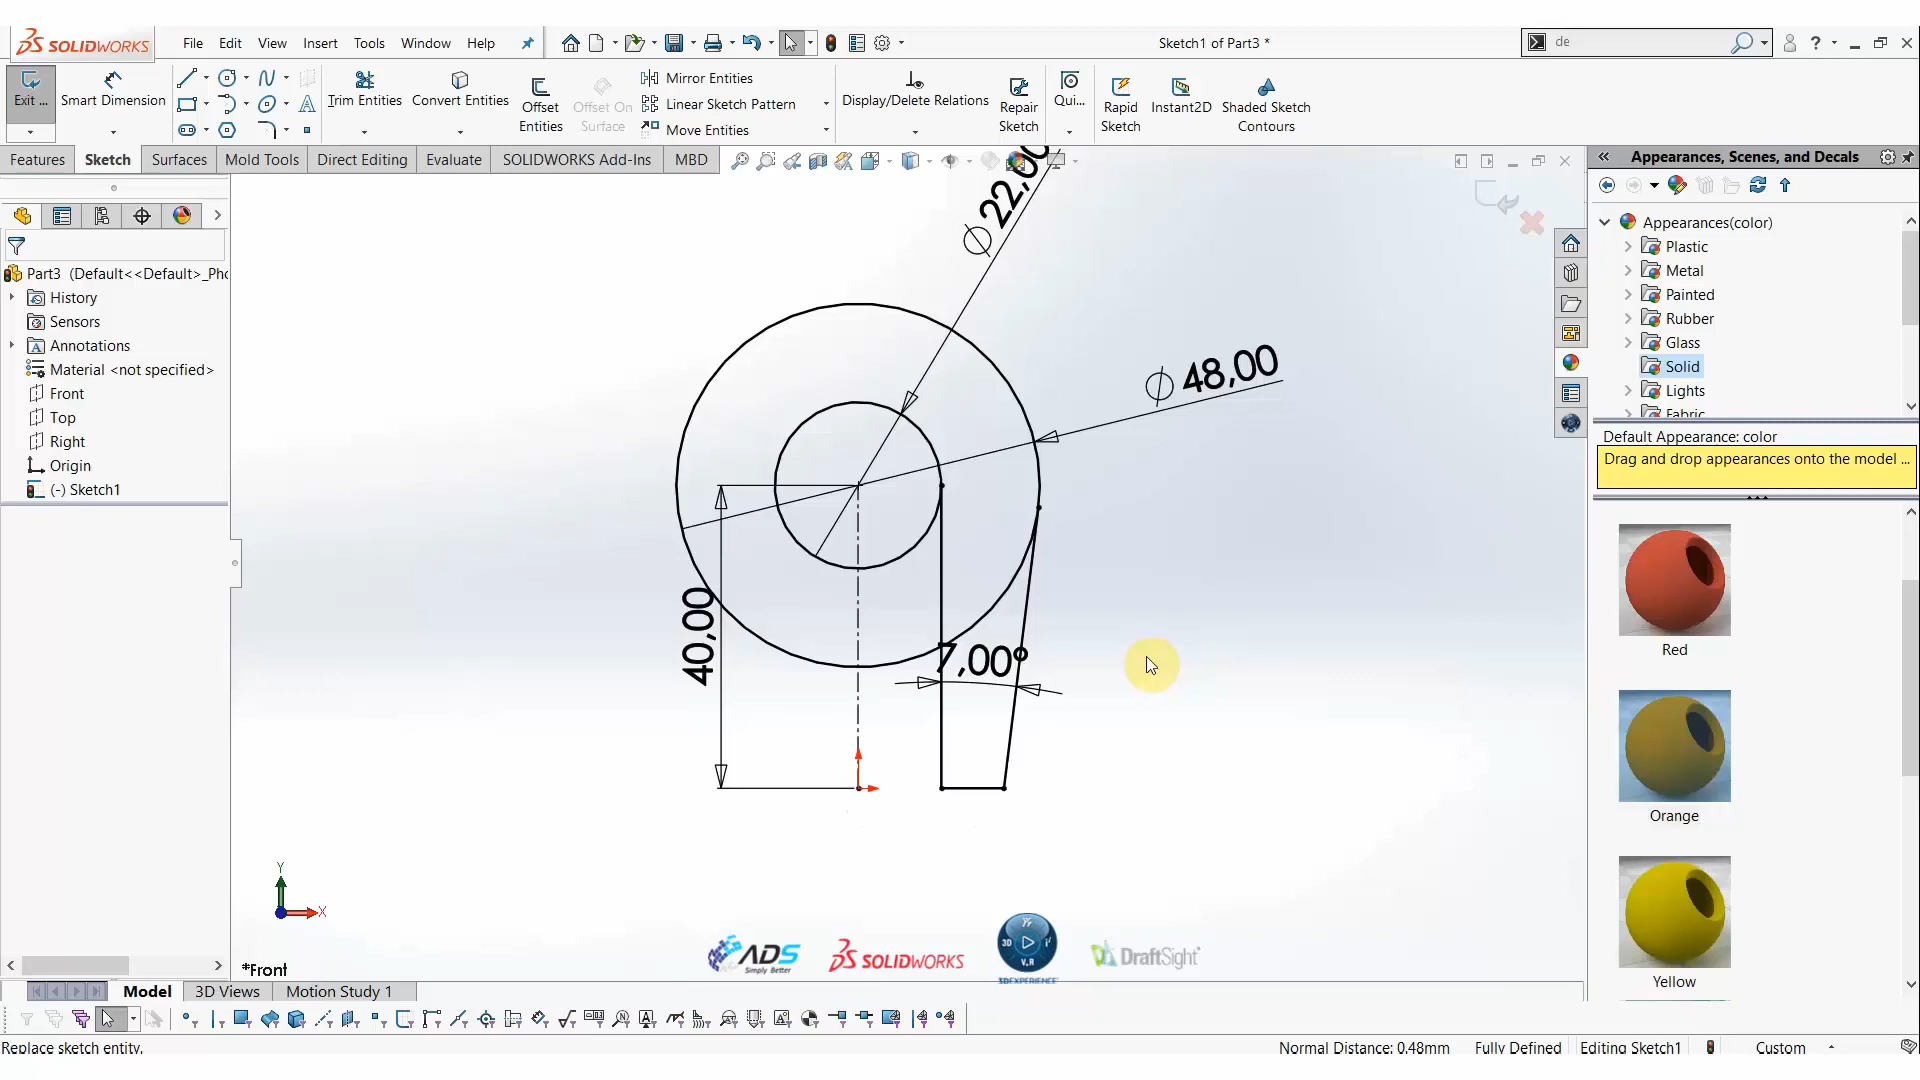 SOLIDWORKS
File Edit View Insert Tools Window Help
Sketch1 of Part3 *
de
Exit ...
Smart Dimension
Trim Entities
Convert Entities
Offset Entities
Offset On Surface
Mirror Entities
Linear Sketch Pattern
Move Entities
Display/Delete Relations
Repair Sketch
Qui...
Rapid Sketch
Instant2D
Shaded Sketch Contours
Features Sketch Surfaces Mold Tools Direct Editing Evaluate SOLIDWORKS Add-Ins MBD
Part3 (Default<<Default>_Pho
History
Sensors
Annotations
Material <not specified>
Front
Top
Right
Origin
(-) Sketch1
∅ 22,00
∅ 48,00
40,00
7,00°
Y
X
*Front
ADS
Simply Better
SOLIDWORKS
3D
V.R
3DEXPERIENCE
DraftSight
Appearances, Scenes, and Decals
Appearances(color)
Plastic
Metal
Painted
Rubber
Glass
Solid
Lights
Fabric
Default Appearance: color
Drag and drop appearances onto the model ...
Red
Orange
Yellow
Model 3D Views Motion Study 1
Replace sketch entity.
Normal Distance: 0.48mm Fully Defined Editing Sketch1 Custom